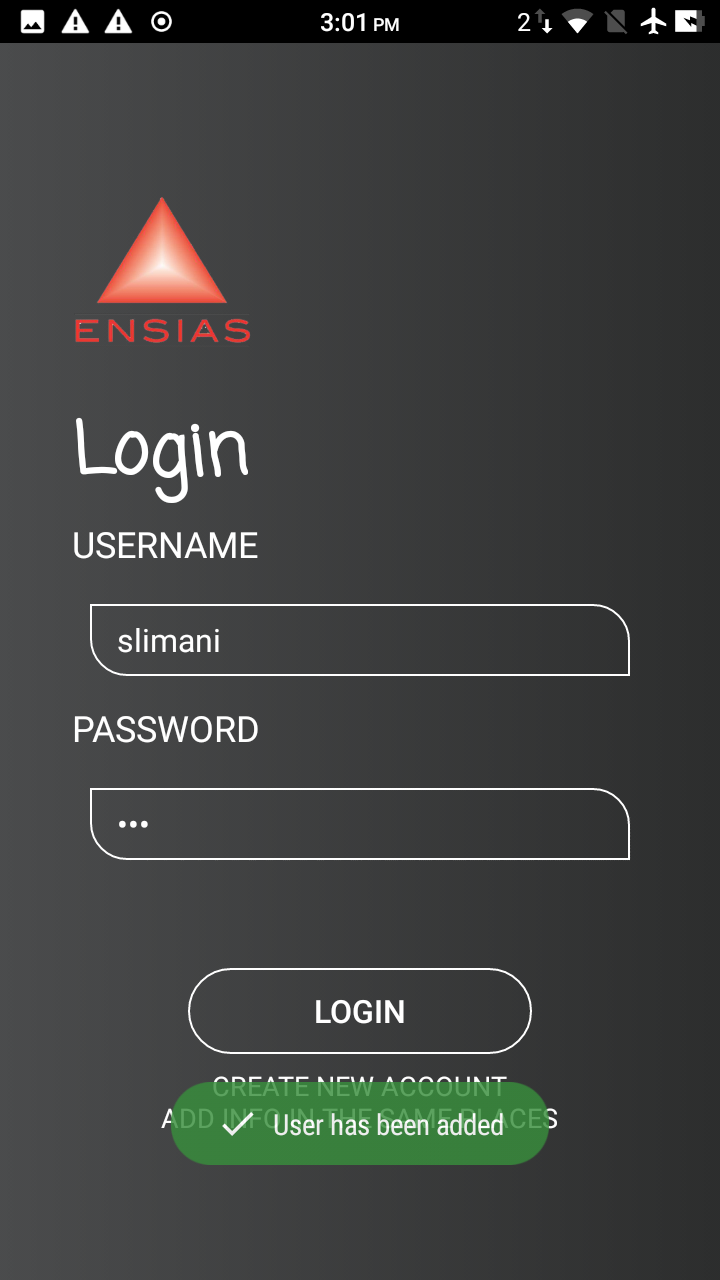 3:01 PM
2
ENSIAS
Login
USERNAME
slimani
PASSWORD
•••
LOGIN
CREATE NEW ACCOUNT
ADD INFO IN THE SAME PLACES
User has been added